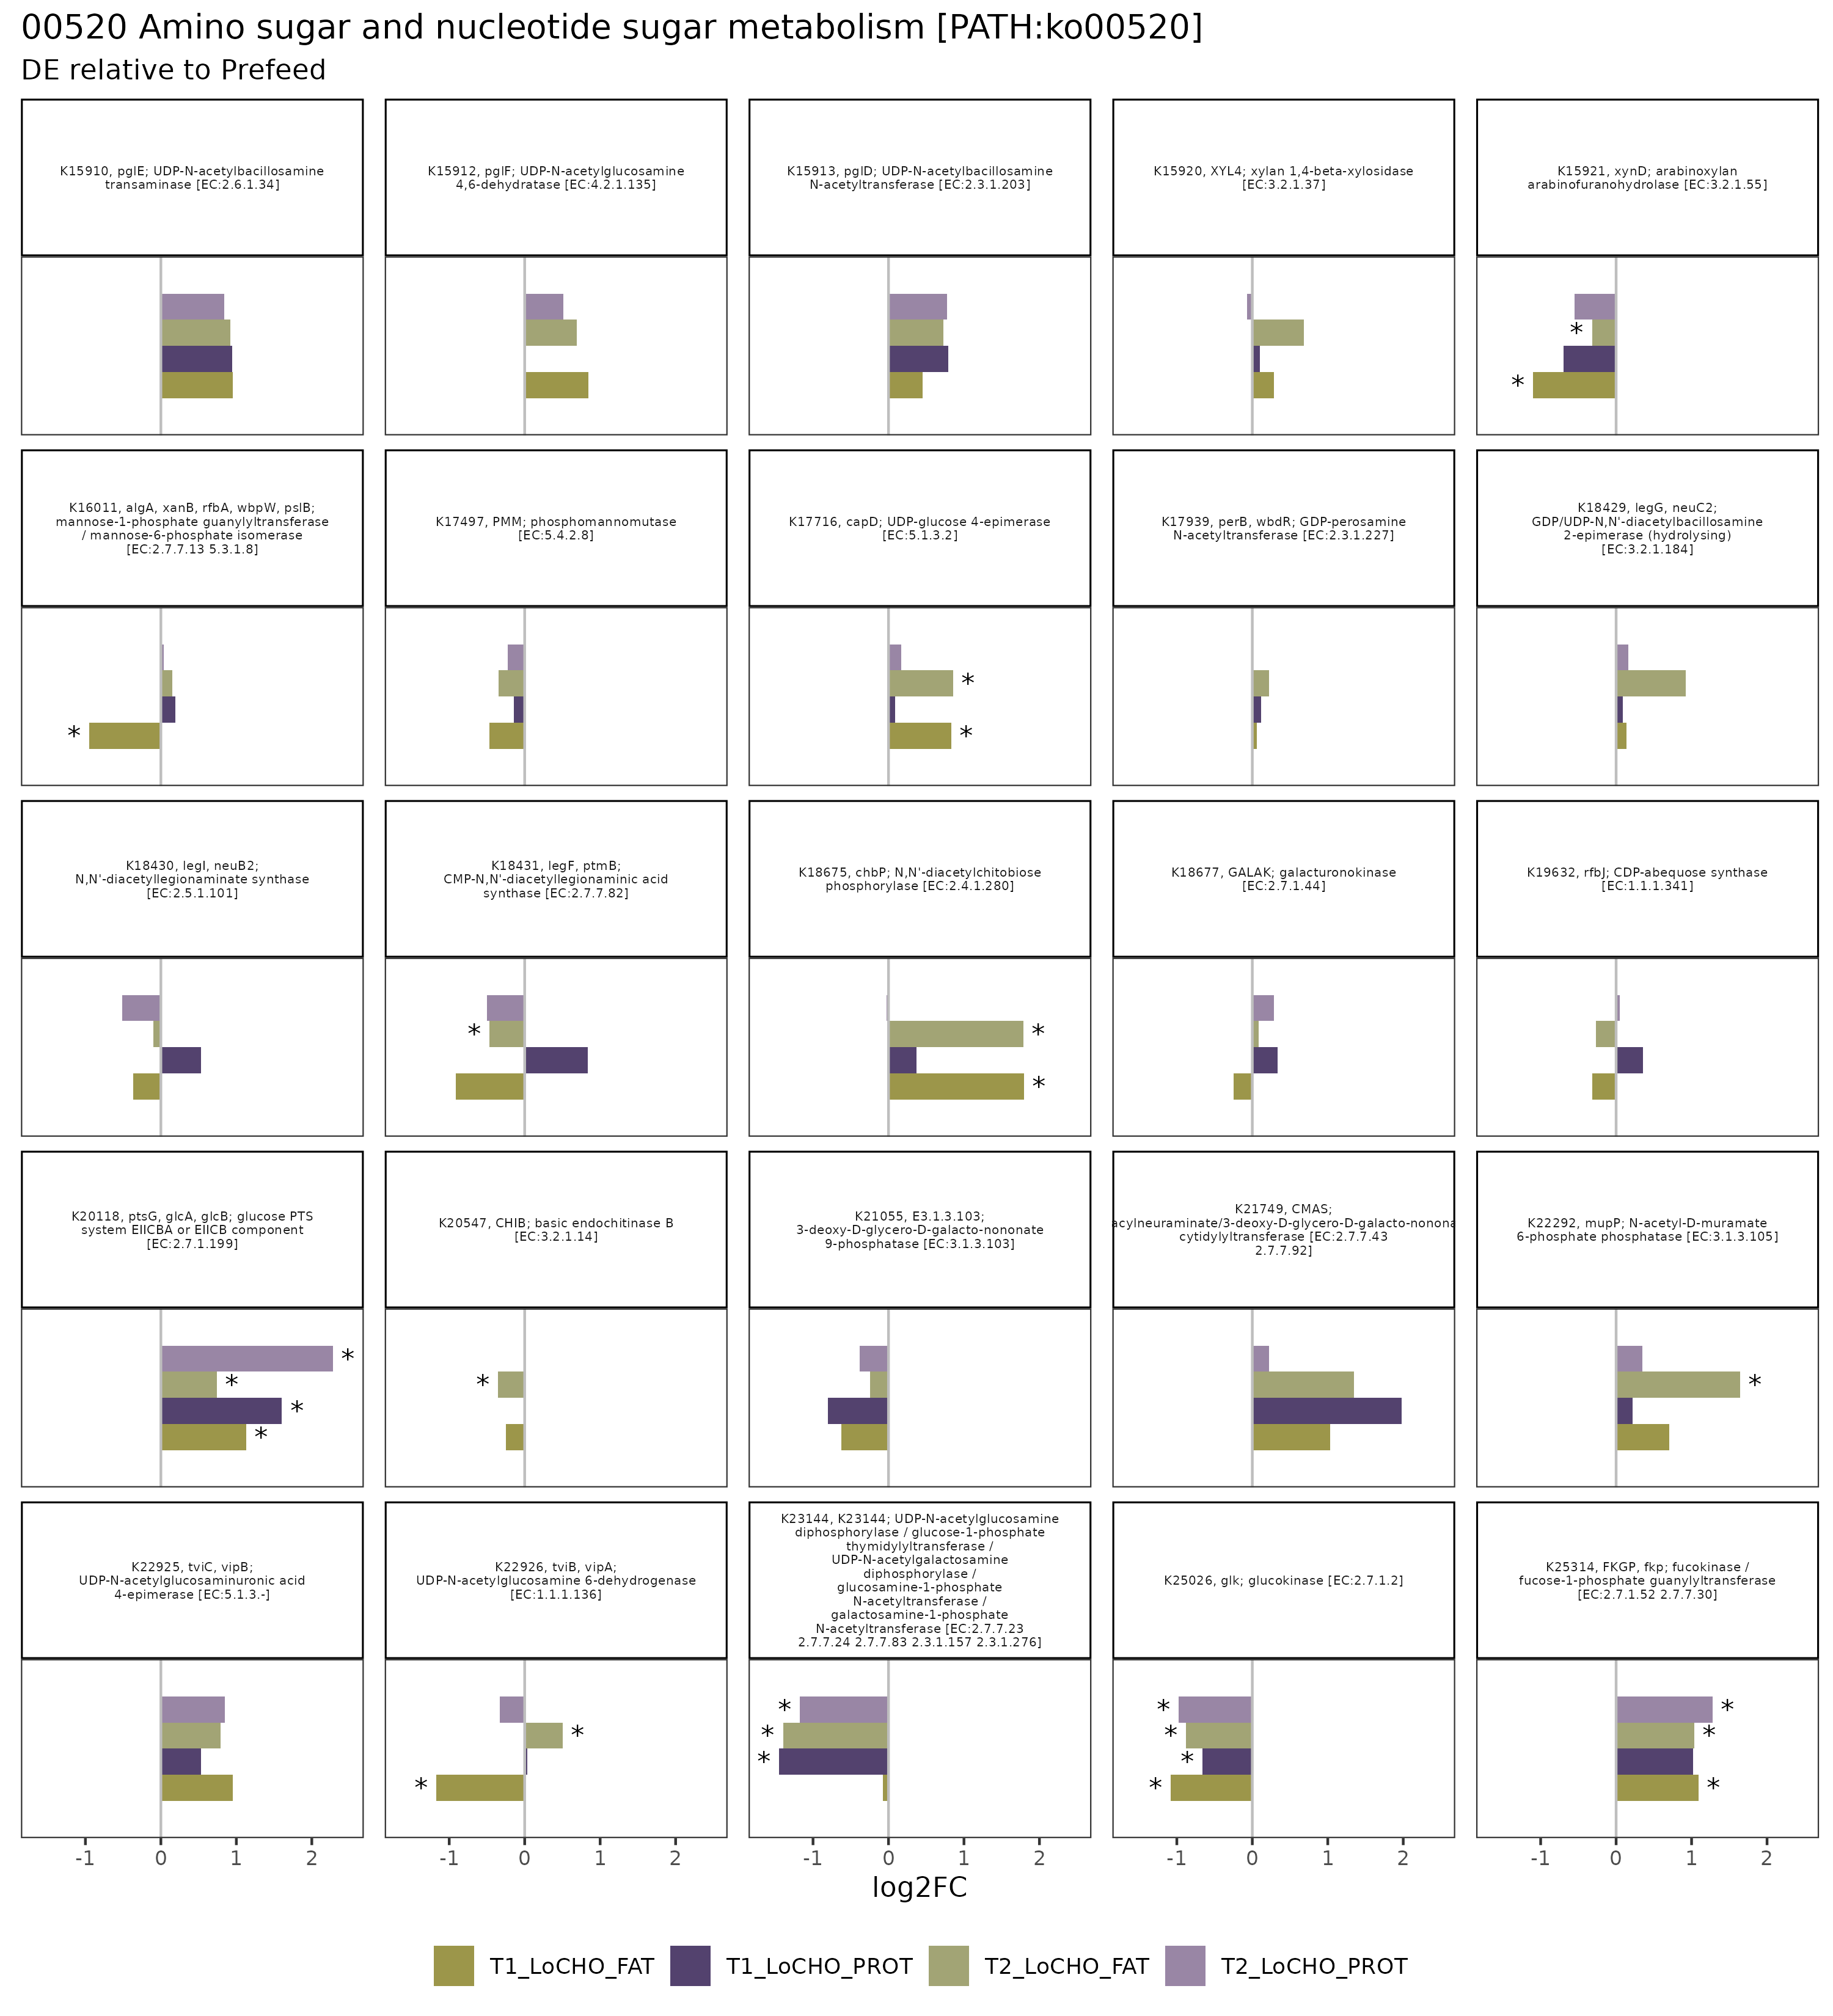 00520 Amino sugar and nucleotide sugar metabolism [PATH:ko00520]
DE relative to Prefeed
K15910, pglE; UDP-N-acetylbacillosamine
transaminase [EC:2.6.1.34]
K15912, pglF; UDP-N-acetylglucosamine
4,6-dehydratase [EC:4.2.1.135]
K15913, pglD; UDP-N-acetylbacillosamine
N-acetyltransferase [EC:2.3.1.203]
K15920, XYL4; xylan 1,4-beta-xylosidase
[EC:3.2.1.37]
K15921, xynD; arabinoxylan
arabinofuranohydrolase [EC:3.2.1.55]
*
*
K16011, algA, xanB, rfbA, wbpW, pslB;
mannose-1-phosphate guanylyltransferase
/ mannose-6-phosphate isomerase
[EC:2.7.7.13 5.3.1.8]
K17497, PMM; phosphomannomutase
[EC:5.4.2.8]
K17716, capD; UDP-glucose 4-epimerase
[EC:5.1.3.2]
K17939, perB, wbdR; GDP-perosamine
N-acetyltransferase [EC:2.3.1.227]
K18429, legG, neuC2;
GDP/UDP-N,N'-diacetylbacillosamine
2-epimerase (hydrolysing)
[EC:3.2.1.184]
*
*
*
K18430, legI, neuB2;
N,N'-diacetyllegionaminate synthase
[EC:2.5.1.101]
K18431, legF, ptmB;
CMP-N,N'-diacetyllegionaminic acid
synthase [EC:2.7.7.82]
K18675, chbP; N,N'-diacetylchitobiose
phosphorylase [EC:2.4.1.280]
K18677, GALAK; galacturonokinase
[EC:2.7.1.44]
K19632, rfbJ; CDP-abequose synthase
[EC:1.1.1.341]
*
*
*
K20118, ptsG, glcA, glcB; glucose PTS
system EIICBA or EIICB component
[EC:2.7.1.199]
K20547, CHIB; basic endochitinase B
[EC:3.2.1.14]
K21055, E3.1.3.103;
3-deoxy-D-glycero-D-galacto-nononate
9-phosphatase [EC:3.1.3.103]
K21749, CMAS;
acylneuraminate/3-deoxy-D-glycero-D-galacto-nonona
cytidylyltransferase [EC:2.7.7.43
2.7.7.92]
K22292, mupP; N-acetyl-D-muramate
6-phosphate phosphatase [EC:3.1.3.105]
*
*
*
*
*
*
K22925, tviC, vipB;
UDP-N-acetylglucosaminuronic acid
4-epimerase [EC:5.1.3.-]
K22926, tviB, vipA;
UDP-N-acetylglucosamine 6-dehydrogenase
[EC:1.1.1.136]
K23144, K23144; UDP-N-acetylglucosamine
diphosphorylase / glucose-1-phosphate
thymidylyltransferase /
UDP-N-acetylgalactosamine
diphosphorylase /
glucosamine-1-phosphate
N-acetyltransferase /
galactosamine-1-phosphate
N-acetyltransferase [EC:2.7.7.23
2.7.7.24 2.7.7.83 2.3.1.157 2.3.1.276]
K25026, glk; glucokinase [EC:2.7.1.2]
K25314, FKGP, fkp; fucokinase /
fucose-1-phosphate guanylyltransferase
[EC:2.7.1.52 2.7.7.30]
*
*
*
*
*
*
*
*
*
*
*
*
-1 0 1 2
-1 0 1 2
-1 0 1 2
-1 0 1 2
-1 0 1 2
log2FC
T1_LoCHO_FAT T1_LoCHO_PROT T2_LoCHO_FAT T2_LoCHO_PROT